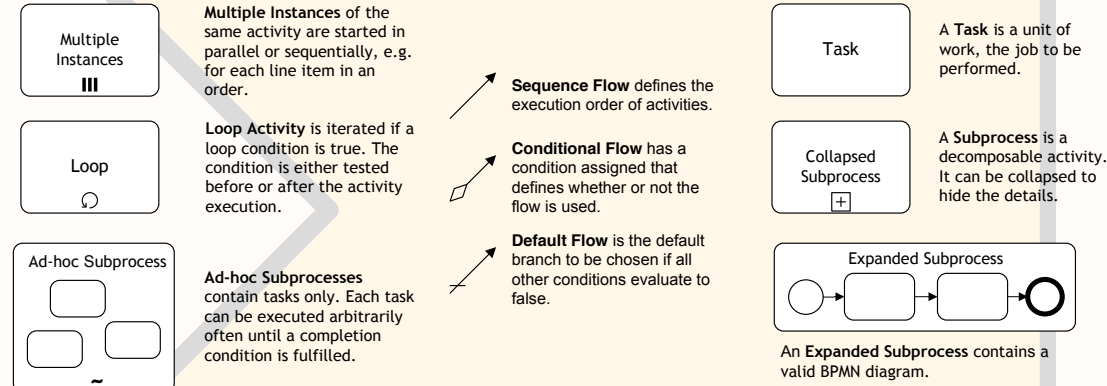 Multiple
Instances
Multiple Instances of the
same activity are started in
parallel or sequentially, e.g.
for each line item in an
order.
Loop
Loop Activity is iterated if a
loop condition is true. The
condition is either tested
before or after the activity
execution.
Ad-hoc Subprocess
~
Ad-hoc Subprocesses
contain tasks only. Each task
can be executed arbitrarily
often until a completion
condition is fulfilled.
Sequence Flow defines the
execution order of activities.
Conditional Flow has a
condition assigned that
defines whether or not the
flow is used.
Default Flow is the default
branch to be chosen if all
other conditions evaluate to
false.
Task
A Task is a unit of
work, the job to be
performed.
Collapsed
Subprocess
+
A Subprocess is a
decomposable activity.
It can be collapsed to
hide the details.
Expanded Subprocess
An Expanded Subprocess contains a
valid BPMN diagram.